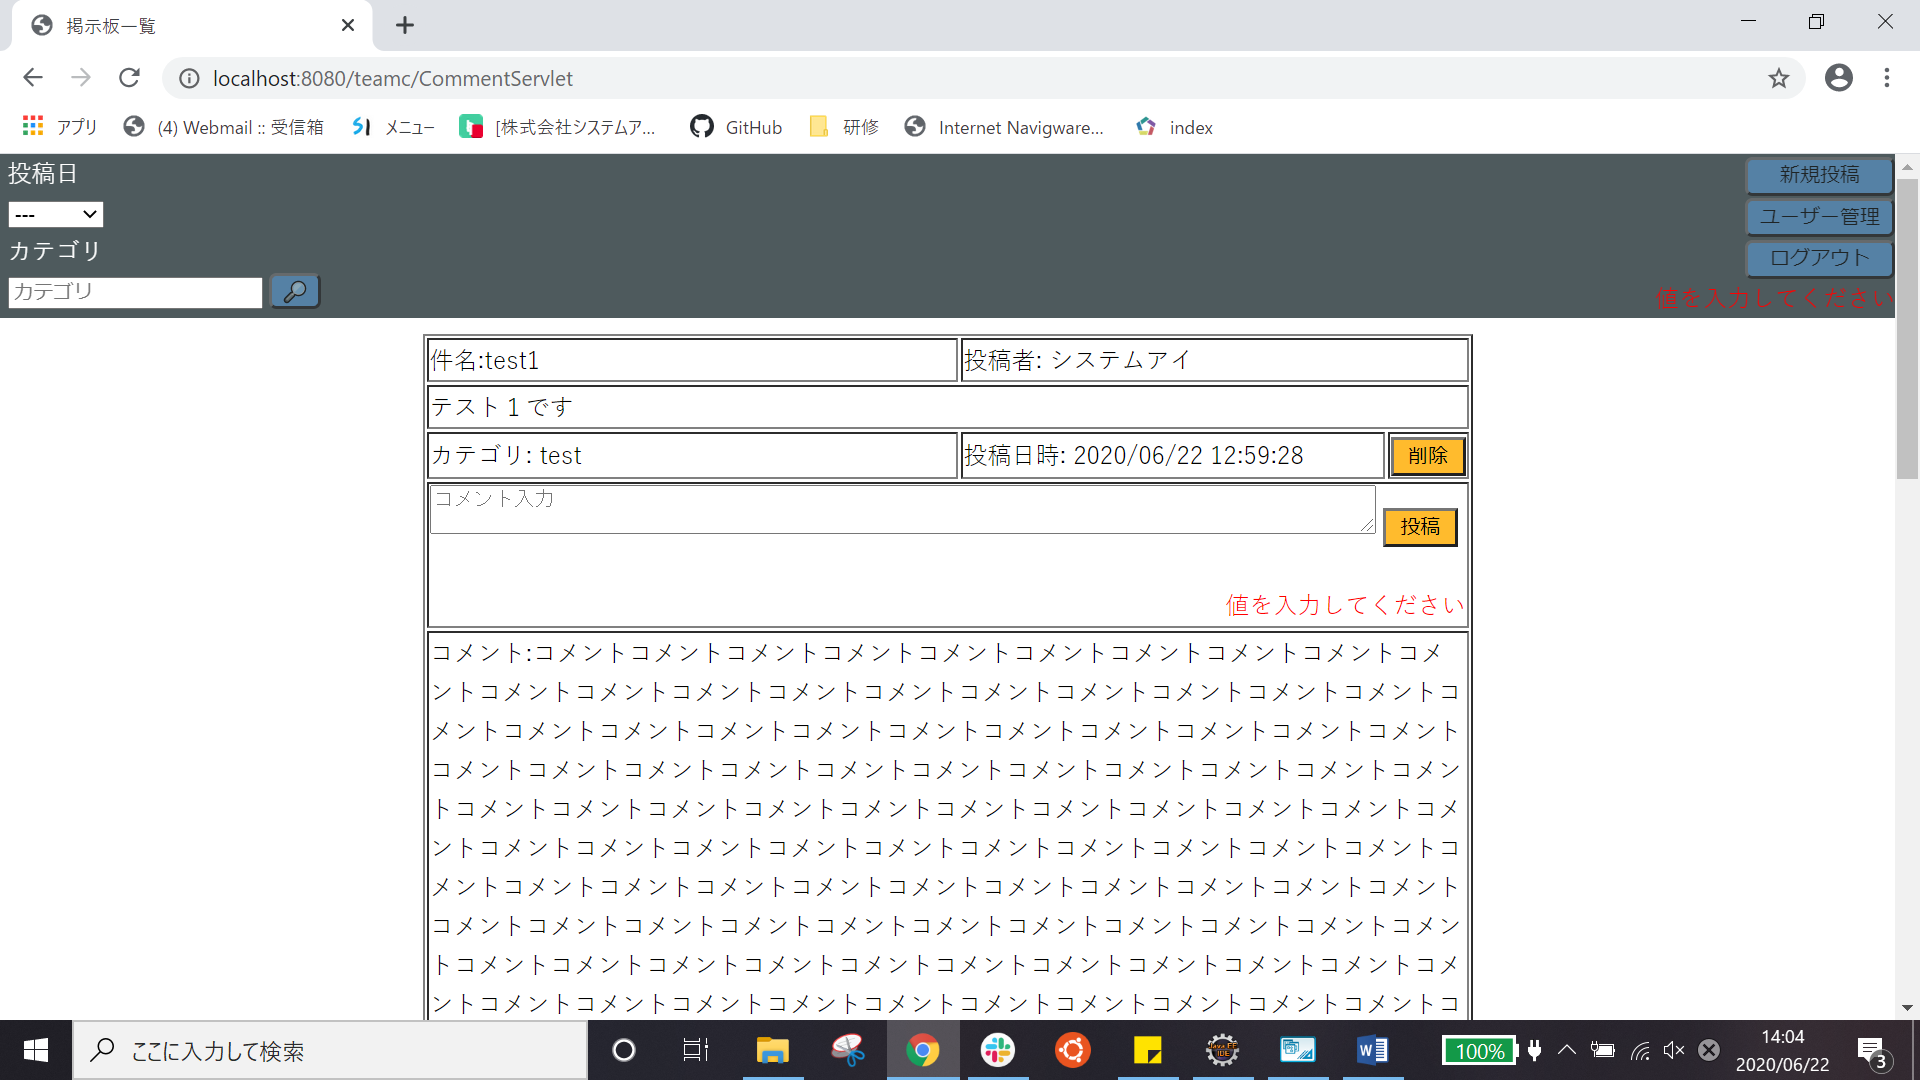 掲示板一覧
localhost:8080/teamc/CommentServlet
アプリ (4) Webmail :: 受信箱 SI メニュー [株式会社システムア... GitHub 研修 Internet Navigware... index
投稿日
新規投稿
---
ユーザー管理
カテゴリ
ログアウト
カテゴリ
値を入力してください
件名:test1 投稿者: システムアイ
テスト１です
カテゴリ: test 投稿日時: 2020/06/22 12:59:28 削除
コメント入力
投稿
値を入力してください
コメント:コメントコメントコメントコメントコメントコメントコメントコメントコメントコメ
ントコメントコメントコメントコメントコメントコメントコメントコメントコメントコメントコ
メントコメントコメントコメントコメントコメントコメントコメントコメントコメントコメント
コメントコメントコメントコメントコメントコメントコメントコメントコメントコメントコメン
トコメントコメントコメントコメントコメントコメントコメントコメントコメントコメントコメ
ントコメントコメントコメントコメントコメントコメントコメントコメントコメントコメントコ
メントコメントコメントコメントコメントコメントコメントコメントコメントコメントコメント
コメントコメントコメントコメントコメントコメントコメントコメントコメントコメントコメン
トコメントコメントコメントコメントコメントコメントコメントコメントコメントコメントコメ
ントコメントコメントコメントコメントコメントコメントコメントコメントコメントコメントコ
ここに入力して検索
Java EE IDE
W
100%
14:04
2020/06/22
3